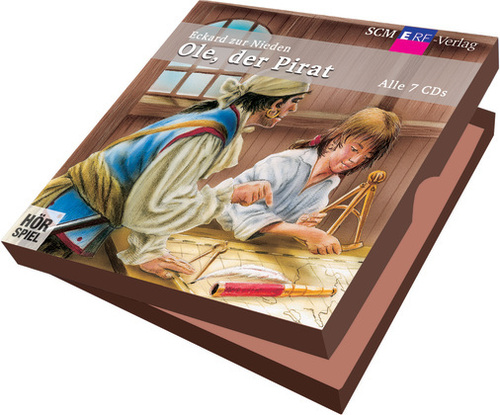 SCM ERF-Verlag
Eckard zur Nieden
Ole, der Pirat
Alle 7 CDs
HÖR
SPIEL